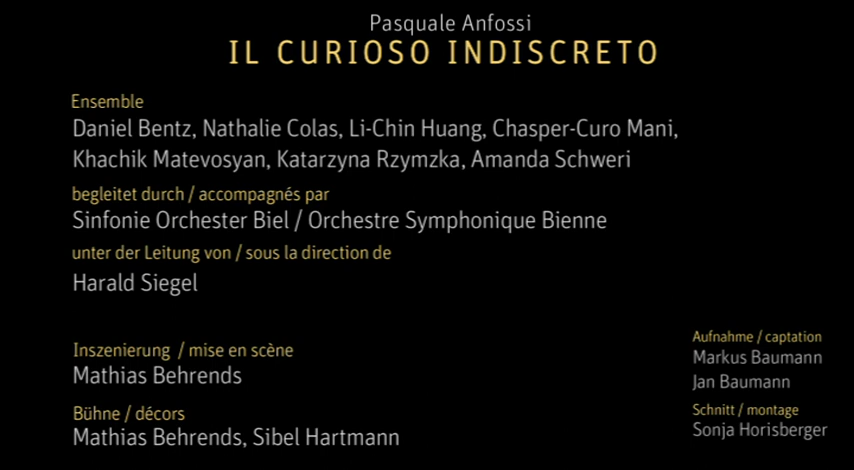 Pasquale Anfossi
IL CURIOSO INDISCRETO
Ensemble
Daniel Bentz, Nathalie Colas, Li-Chin Huang, Chasper-Curo Mani,
Khachik Matevosyan, Katarzyna Rzymzka, Amanda Schweri
begleitet durch / accompagnés par
Sinfonie Orchester Biel / Orchestre Symphonique Bienne
unter der Leitung von / sous la direction de
Harald Siegel
Inszenierung / mise en scène
Mathias Behrends
Bühne / décors
Mathias Behrends, Sibel Hartmann
Aufnahme / captation
Markus Baumann
Jan Baumann
Schnitt / montage
Sonja Horisberger